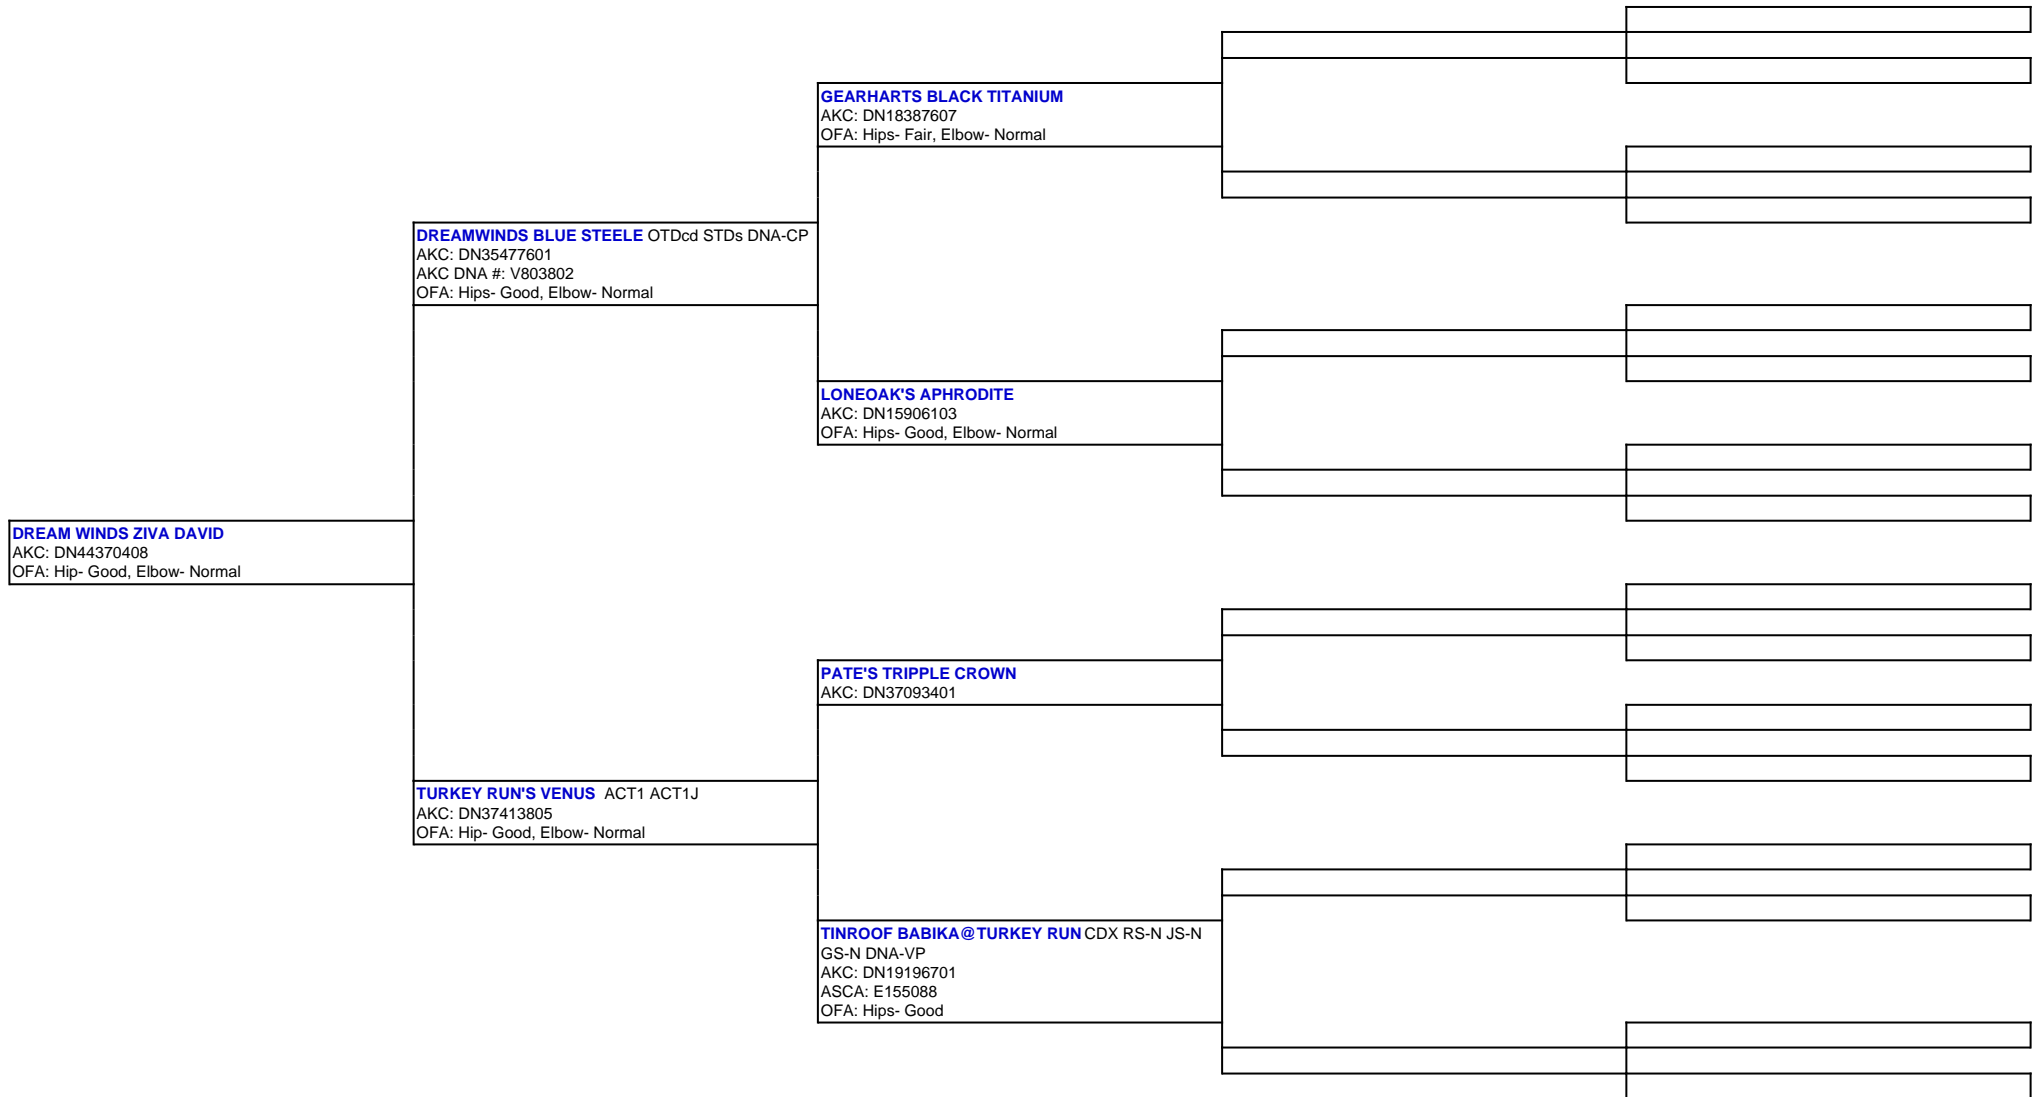 GEARHARTS BLACK TITANIUM
AKC: DN18387607
OFA: Hips- Fair, Elbow- Normal
DREAMWINDS BLUE STEELE OTDcd STDs DNA-CP
AKC: DN35477601
AKC DNA #: V803802
OFA: Hips- Good, Elbow- Normal
LONEOAK'S APHRODITE
AKC: DN15906103
OFA: Hips- Good, Elbow- Normal
DREAM WINDS ZIVA DAVID
AKC: DN44370408
OFA: Hip- Good, Elbow- Normal
PATE'S TRIPPLE CROWN
AKC: DN37093401
TURKEY RUN'S VENUS ACT1 ACT1J
AKC: DN37413805
OFA: Hip- Good, Elbow- Normal
TINROOF BABIKA@TURKEY RUN CDX RS-N JS-N
GS-N DNA-VP
AKC: DN19196701
ASCA: E155088
OFA: Hips- Good